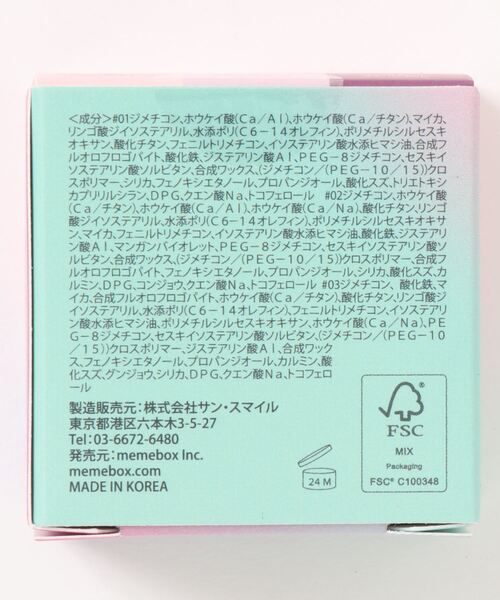 ＜成分＞#01ジメチコン､ホウケイ酸(Ca/Al)､ホウケイ酸(Ca/チタン)､マイカ､
リンゴ酸ジイソステアリル､水添ポリ(C6－14オレフィン)､ポリメチルシルセスキ
オキサン､酸化チタン､フェニルトリメチコン､イソステアリン酸水添ヒマシ油､合成フ
ルオロフロゴパイト､酸化鉄､ジステアリン酸Al､PEG－8ジメチコン､セスキイ
ソステアリン酸ソルビタン､合成ワックス､(ジメチコン/(PEG－10/15))クロ
スポリマー､シリカ､フェノキシエタノール､プロパンジオール､酸化スズ､トリエトキシ
カプリリルシラン､DPG､クエン酸Na､トコフェロール #02ジメチコン､ホウケイ酸
(Ca/チタン)､ホウケイ酸(Ca/Al)､ホウケイ酸(Ca/Na)､酸化チタン､リンゴ
酸ジイソステアリル､水添ポリ(C6－14オレフィン)､ポリメチルシルセスキオキサ
ン､マイカ､フェニルトリメチコン､イソステアリン酸水添ヒマシ油､酸化鉄､ジステアリ
ン酸Al､マンガンバイオレット､PEG－8ジメチコン､セスキイソステアリン酸ソ
ルビタン､合成ワックス､(ジメチコン/(PEG－10/15))クロスポリマー､合成フ
ルオロフロゴパイト､フェノキシエタノール､プロパンジオール､シリカ､酸化スズ､カ
ルミン､DPG､コンジョウ､クエン酸Na､トコフェロール #03ジメチコン､ 酸化鉄､マ
イカ､合成フルオロフロゴパイト､ホウケイ酸(Ca/チタン)､酸化チタン､リンゴ酸ジ
イソステアリル､水添ポリ(C6－14オレフィン)､フェニルトリメチコン､イソステアリ
ン酸水添ヒマシ油､ポリメチルシルセスキオキサン､ホウケイ酸(Ca/Na)､PE
G－8ジメチコン､セスキイソステアリン酸ソルビタン､(ジメチコン/(PEG－10
/15))クロスポリマー､ジステアリン酸Al､合成ワック
ス､フェノキシエタノール､プロパンジオール､カルミン､酸
化スズ､グンジョウ､シリカ､DPG､クエン酸Na､トコフェロ
ール
製造販売元：株式会社サン・スマイル
東京都港区六本木3-5-27
Tel：03-6672-6480
発売元：memebox Inc.
memebox.com
MADE IN KOREA
24 M
FSC
MIX
Packaging
FSC® C100348